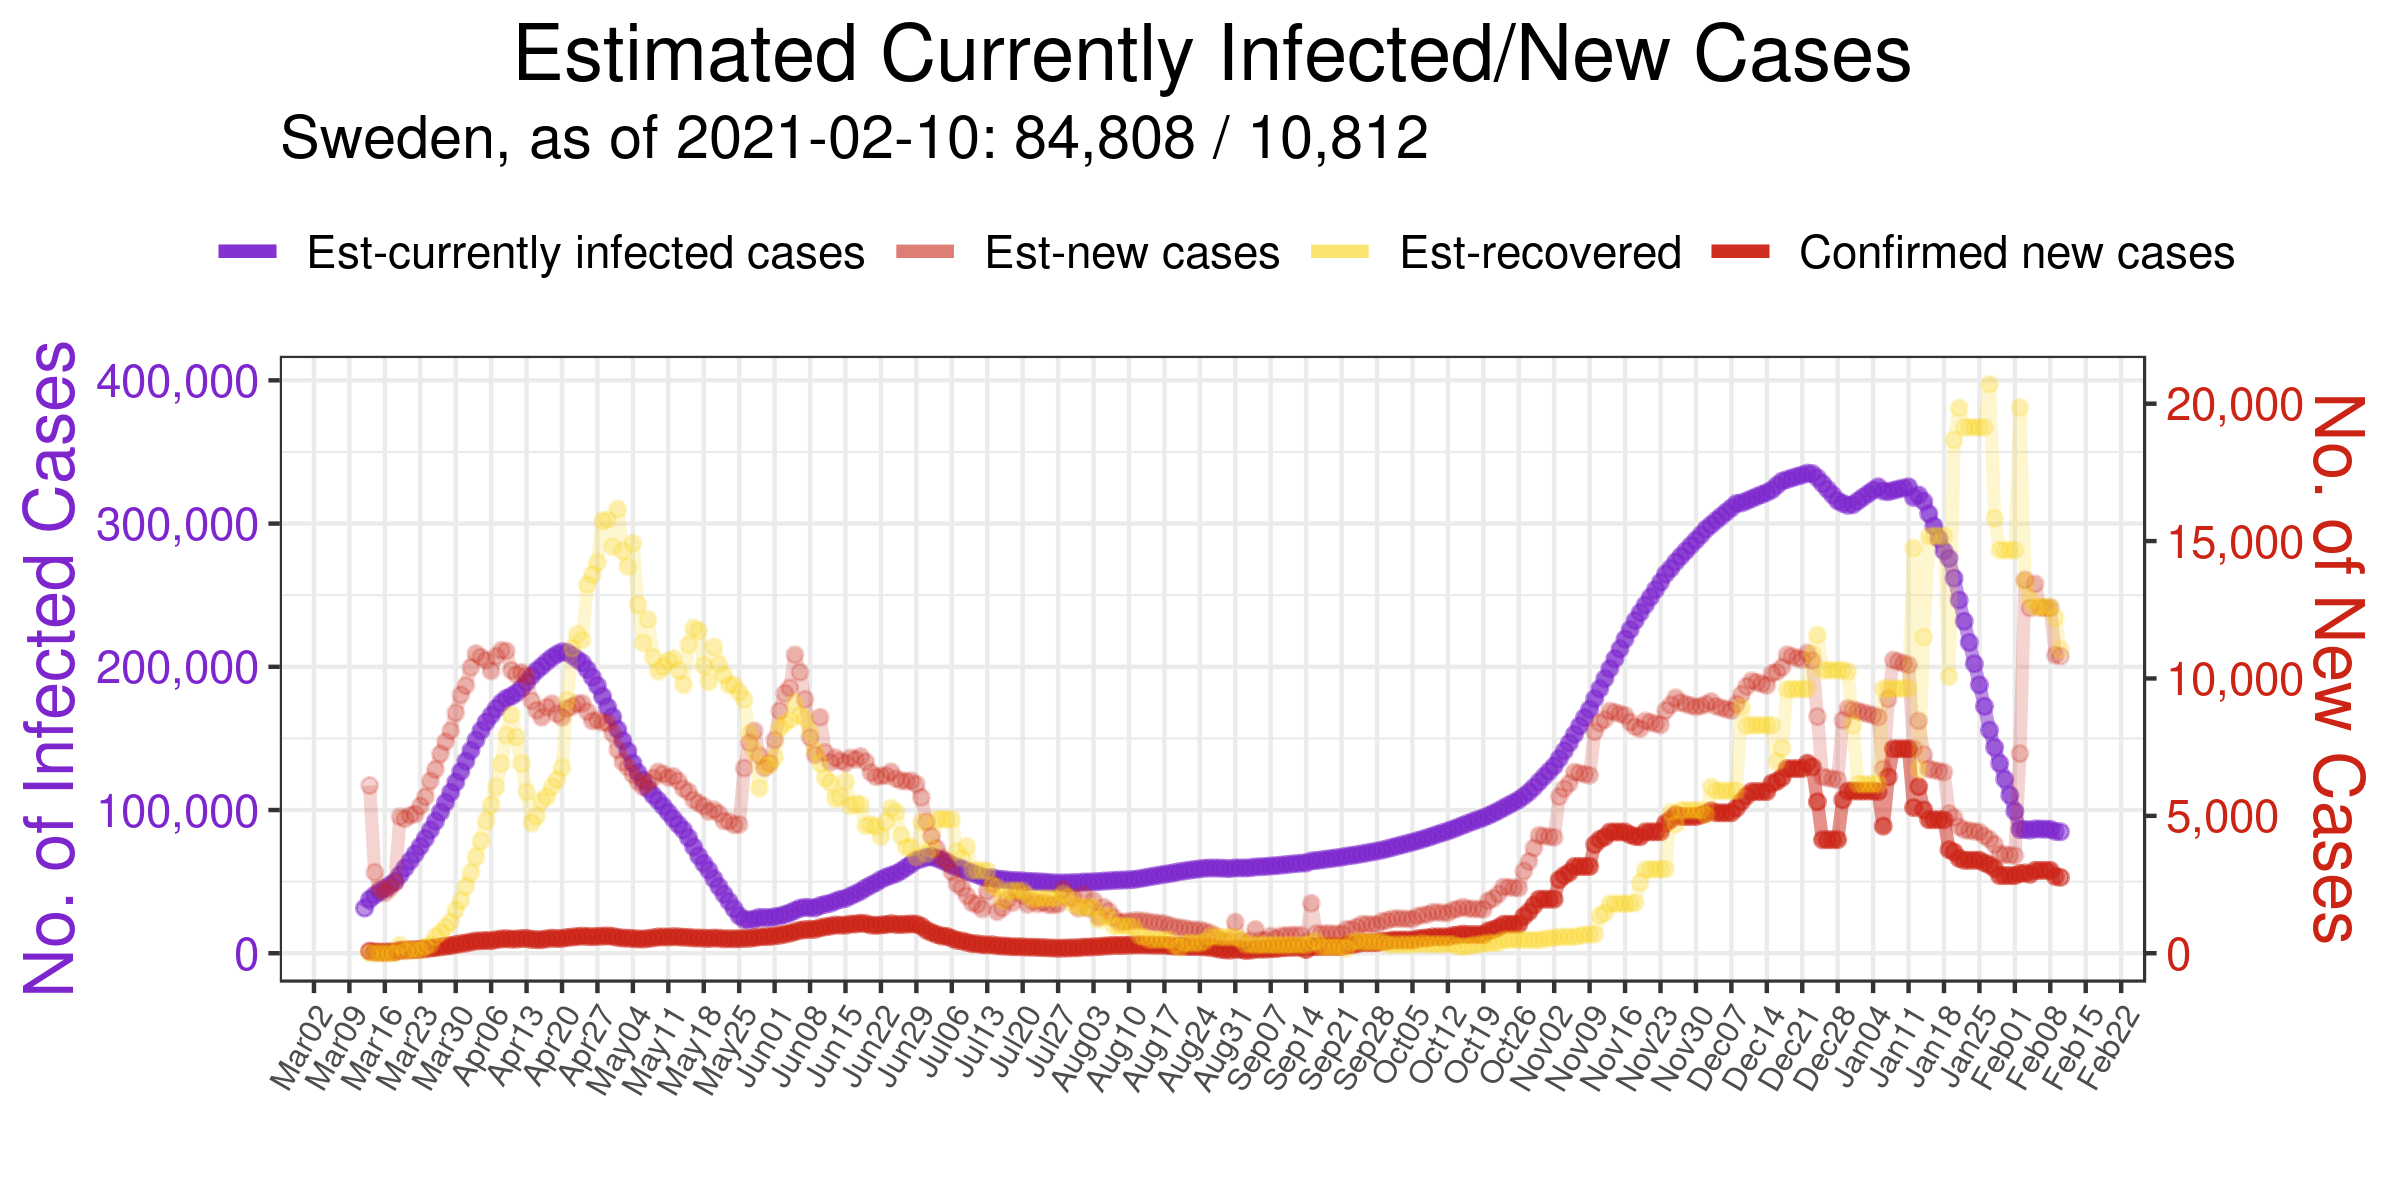 Estimated Currently Infected/New Cases
Sweden, as of 2021-02-10: 84,808 / 10,812
Est-currently infected cases Est-new cases Est-recovered Confirmed new cases
No. of Infected Cases
400,000
300,000
200,000
100,000
0
20,000
15,000
10,000
5,000
0
No. of New Cases
Mar02 Mar09 Mar16 Mar23 Mar30 Apr06 Apr13 Apr20 Apr27 May04 May11 May18 May25 Jun01 Jun08 Jun15 Jun22 Jun29 Jul06 Jul13 Jul20 Jul27 Aug03 Aug10 Aug17 Aug24 Aug31 Sep07 Sep14 Sep21 Sep28 Oct05 Oct12 Oct19 Oct26 Nov02 Nov09 Nov16 Nov23 Nov30 Dec07 Dec14 Dec21 Dec28 Jan04 Jan11 Jan18 Jan25 Feb01 Feb08 Feb15 Feb22